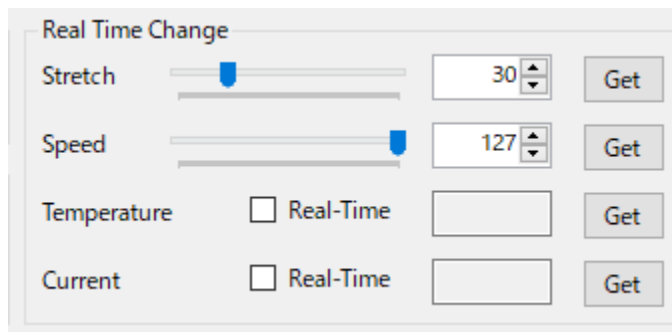 Real Time Change
Stretch 30 Get
Speed 127 Get
Temperature Real-Time Get
Current Real-Time Get